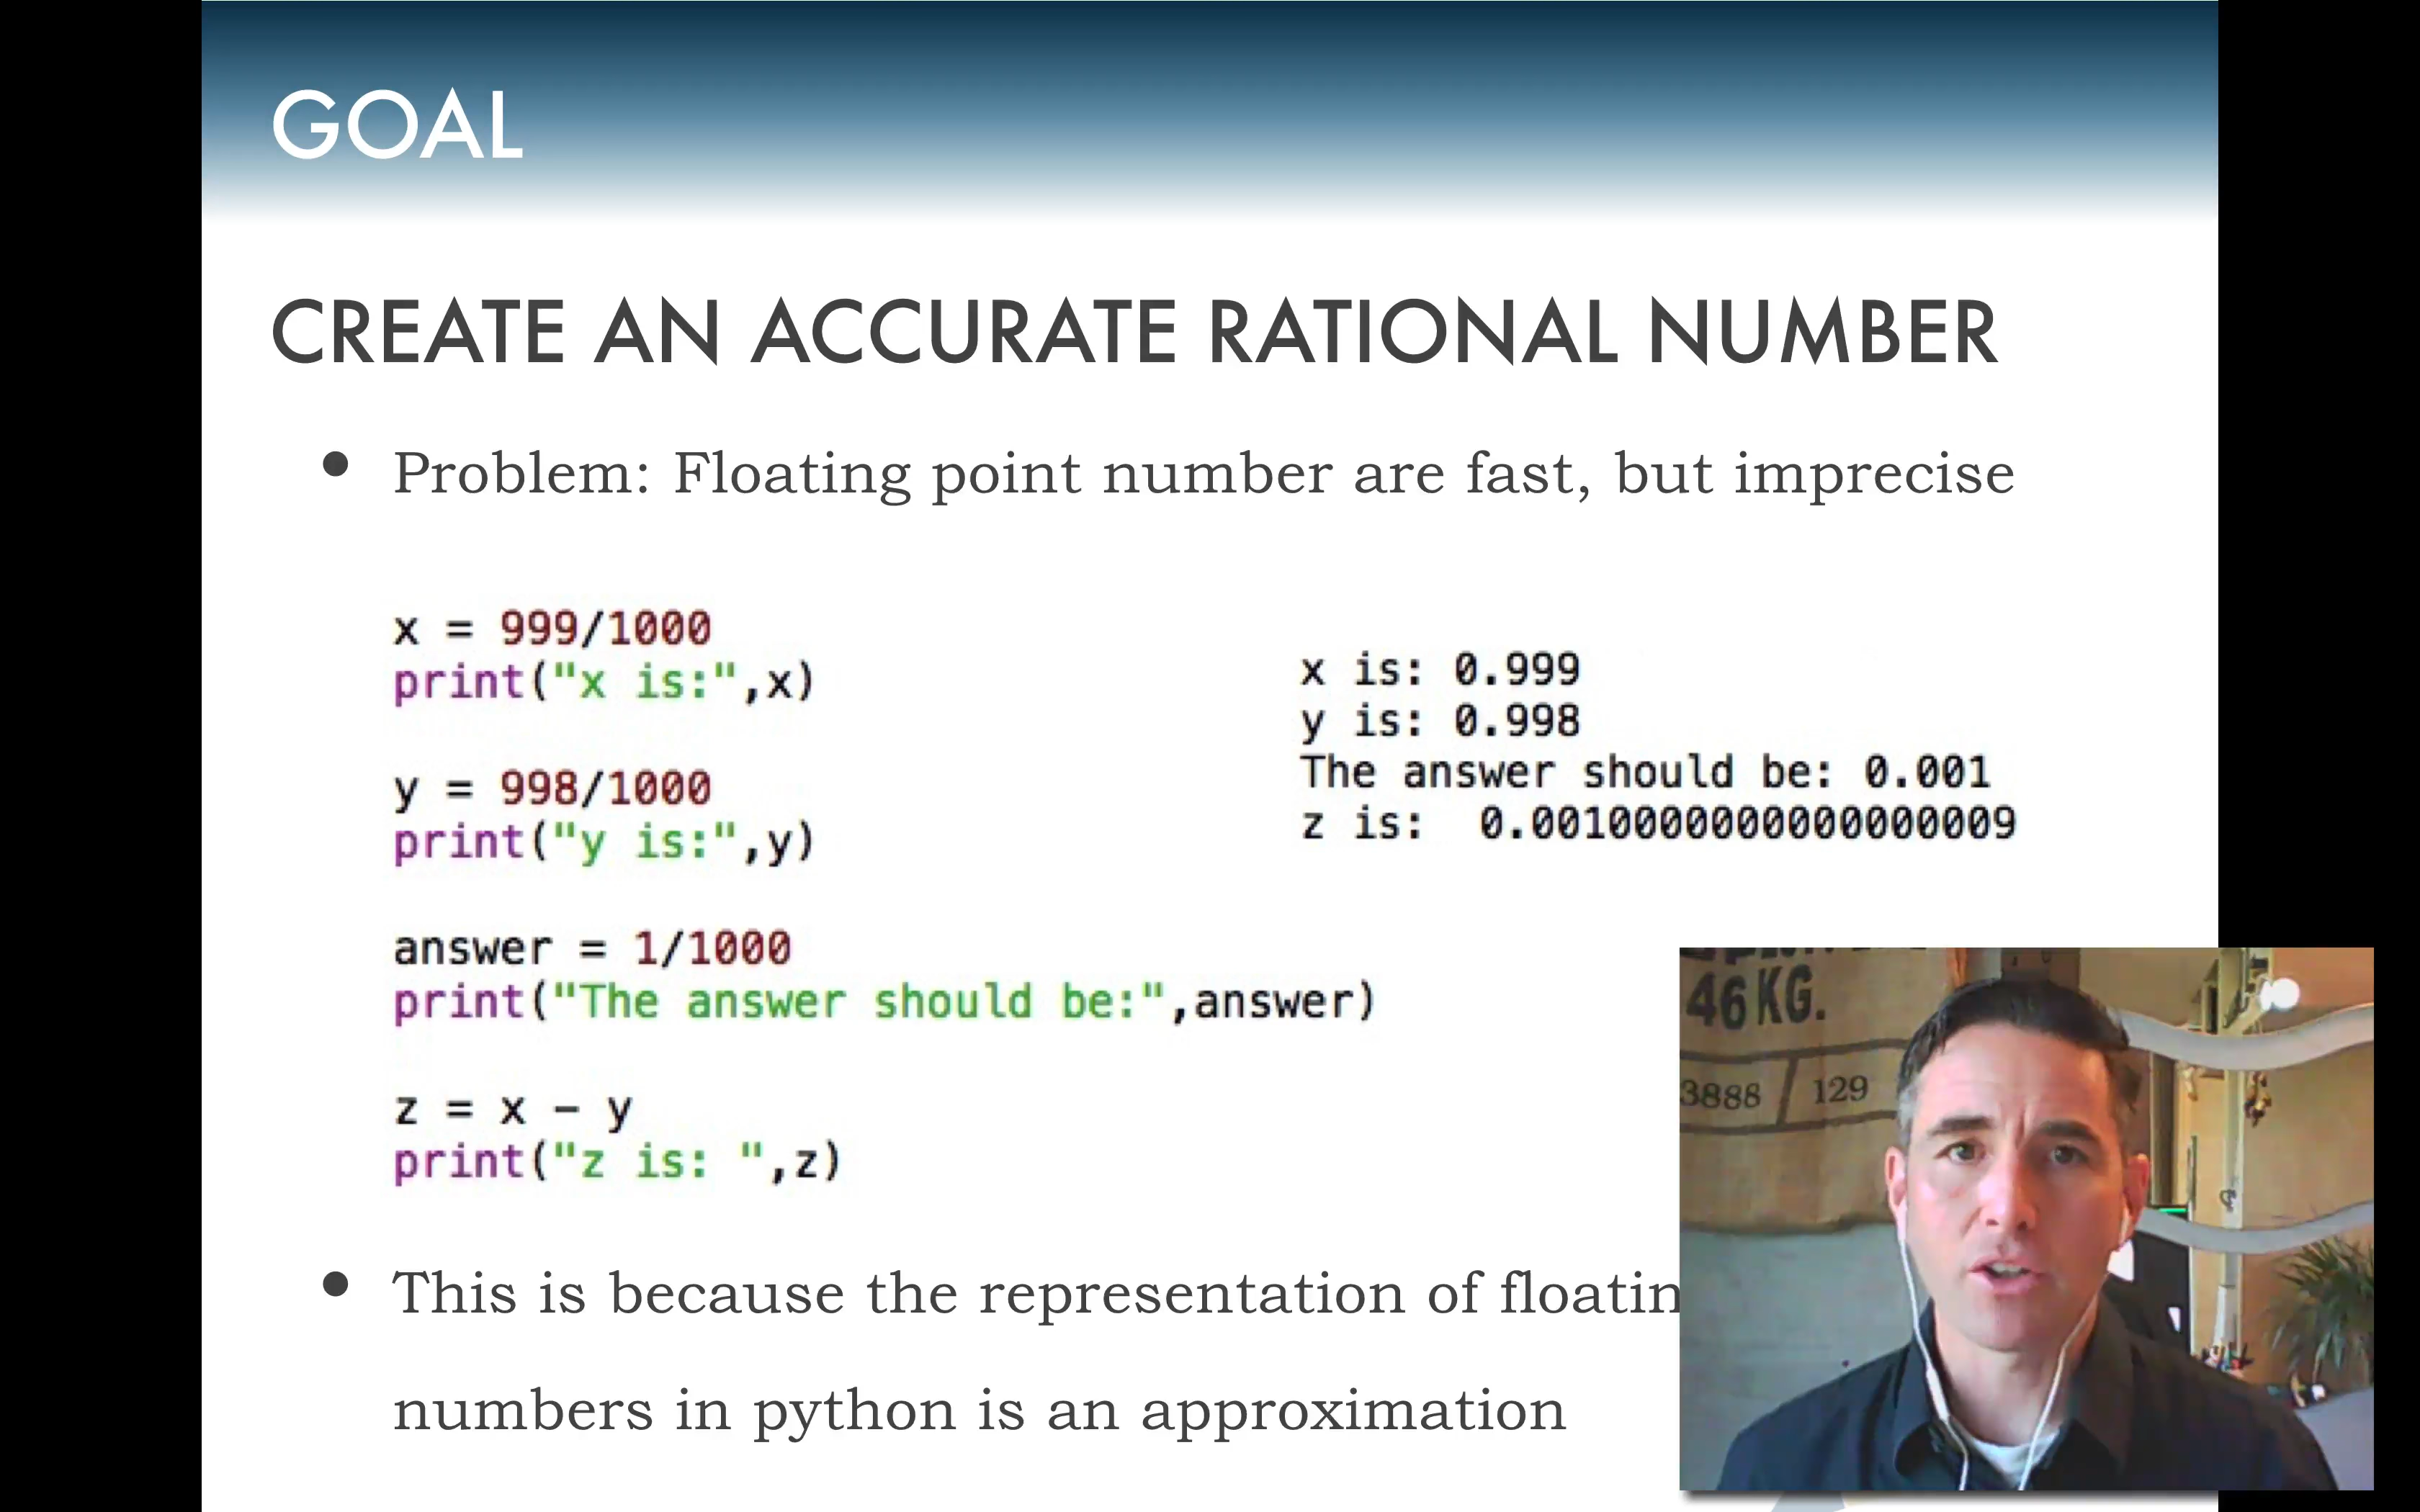 GOAL
CREATE AN ACCURATE RATIONAL NUMBER
• Problem: Floating point number are fast, but imprecise
x = 999/1000
print("x is:",x)
y = 998/1000
print("y is:",y)
answer = 1/1000
print("The answer should be:",answer)
z = x - y
print("z is: ",z)
x is: 0.999
y is: 0.998
The answer should be: 0.001
z is:  0.0010000000000000009
• This is because the representation of floatin
numbers in python is an approximation
46 KG.
3888 / 129